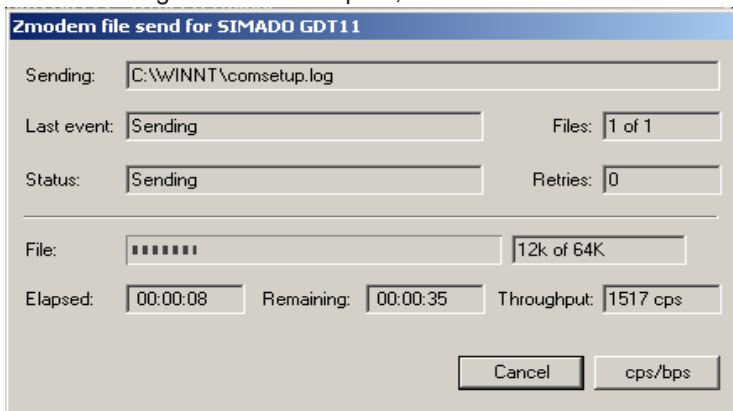 Zmodem file send for SIMADO GDT11
Sending: C:\WINNT\comsetup.log
Last event: Sending Files: 1 of 1
Status: Sending Retries: 0
File: 12k of 64K
Elapsed: 00:00:08 Remaining: 00:00:35 Throughput: 1517 cps
Cancel cps/bps